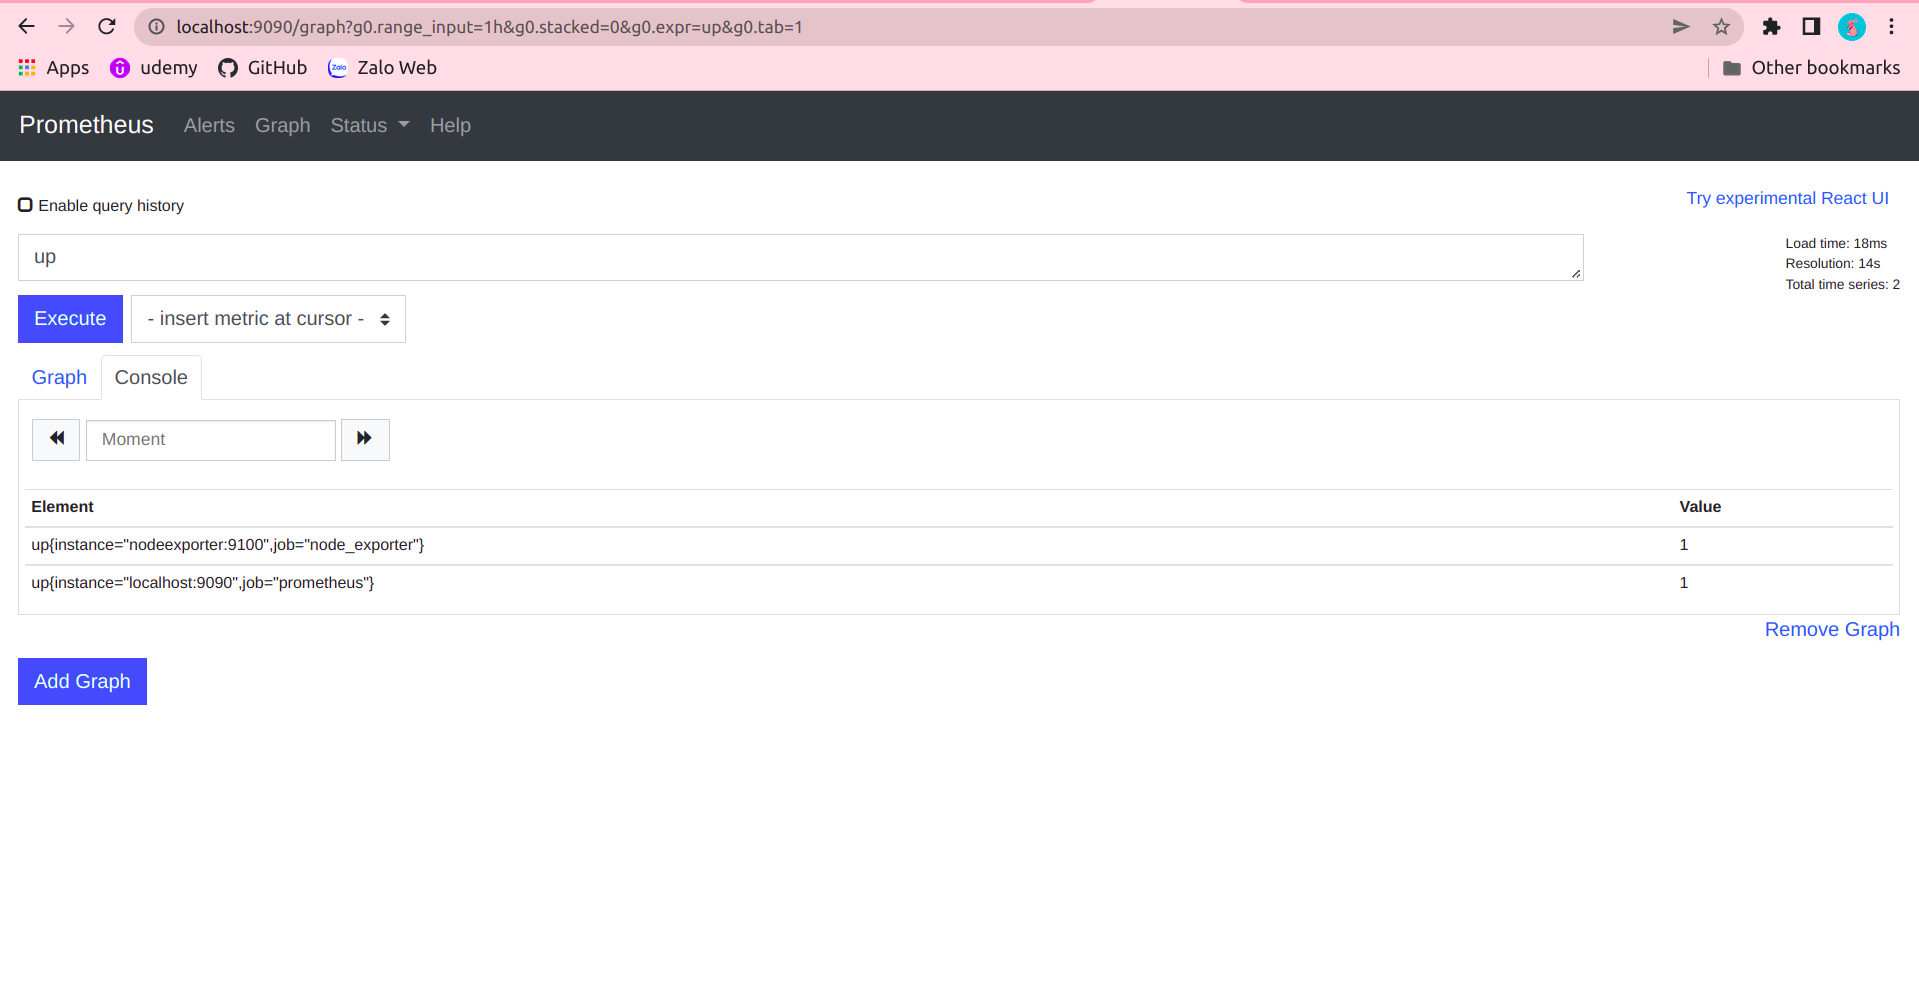 localhost:9090/graph?g0.range_input=1h&g0.stacked=0&g0.expr=up&g0.tab=1
Apps udemy GitHub Zalo Zalo Web Other bookmarks
Prometheus Alerts Graph Status Help
Enable query history Try experimental React UI
up
Load time: 18ms
Resolution: 14s
Total time series: 2
Execute - insert metric at cursor -
Graph Console
Moment
Element Value
up{instance="nodeexporter:9100",job="node_exporter"} 1
up{instance="localhost:9090",job="prometheus"} 1
Remove Graph
Add Graph